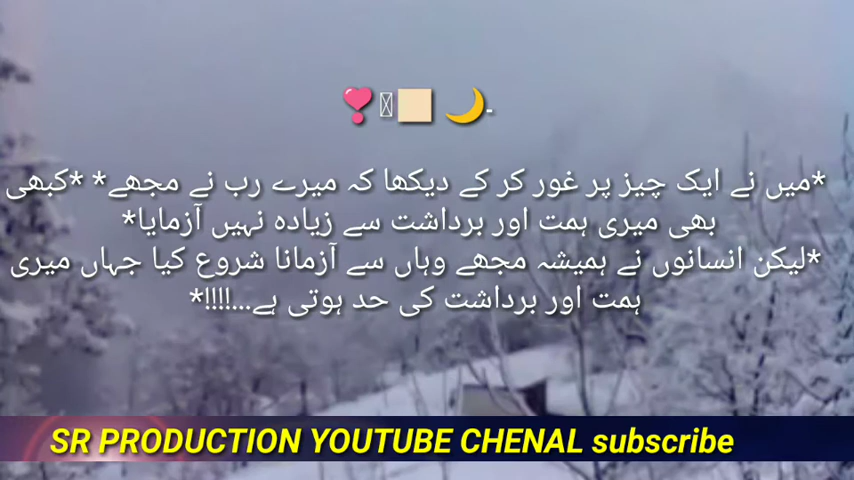 ❣️🏻 🌙-
*میں نے ایک چیز پر غور کر کے دیکھا کہ میرے رب نے مجھے* *کبھی
بھی میری ہمت اور برداشت سے زیادہ نہیں آزمایا*
*لیکن انسانوں نے ہمیشہ مجھے وہاں سے آزمانا شروع کیا جہاں میری
ہمت اور برداشت کی حد ہوتی ہے...!!!!*
SR PRODUCTION YOUTUBE CHENAL subscribe